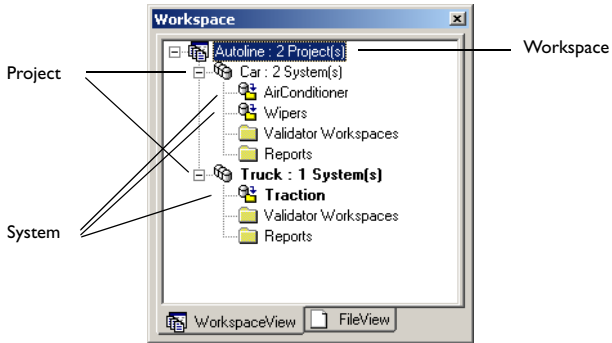 Workspace
Autoline : 2 Project(s)
Workspace
Project
Car : 2 System(s)
AirConditioner
Wipers
Validator Workspaces
Reports
Truck : 1 System(s)
Traction
System
Validator Workspaces
Reports
WorkspaceView
FileView